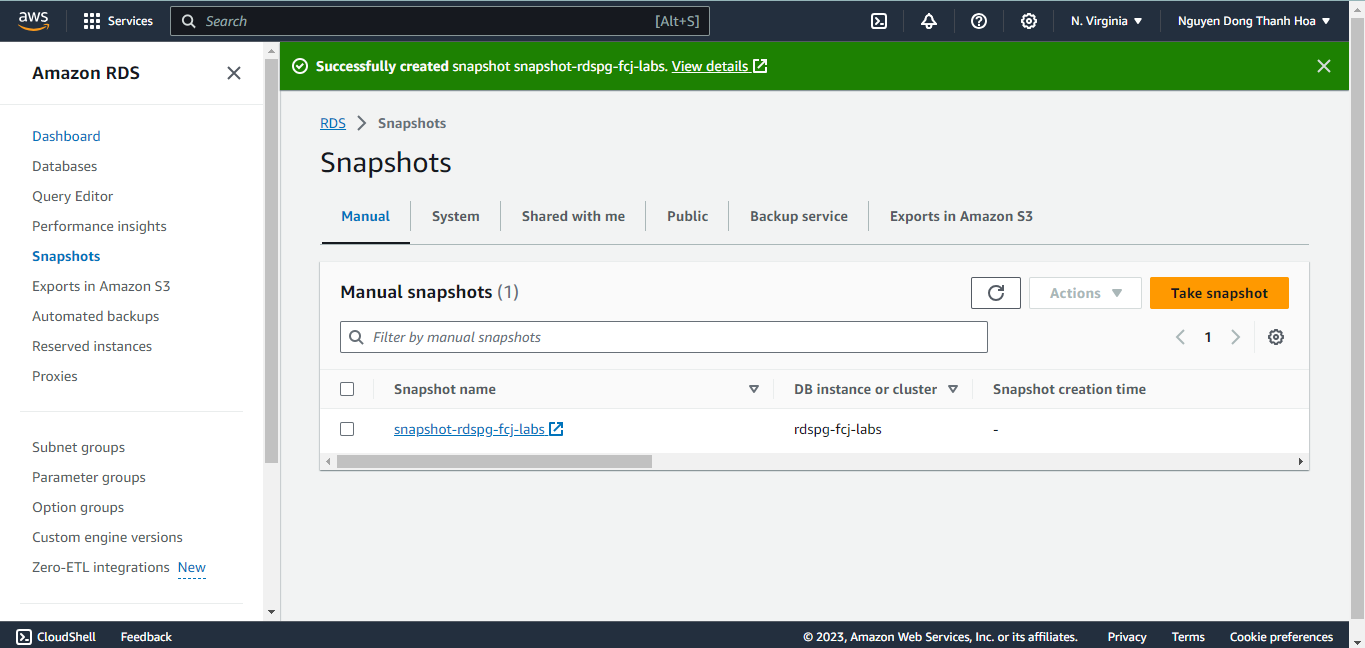 aws
Services
Search
[Alt+S]
N. Virginia
Nguyen Dong Thanh Hoa
Amazon RDS
Dashboard
Databases
Query Editor
Performance insights
Snapshots
Exports in Amazon S3
Automated backups
Reserved instances
Proxies
Subnet groups
Parameter groups
Option groups
Custom engine versions
Zero-ETL integrations New
Successfully created snapshot snapshot-rdspg-fcj-labs. View details
RDS > Snapshots
Snapshots
Manual
System
Shared with me
Public
Backup service
Exports in Amazon S3
Manual snapshots (1)
Actions
Take snapshot
Filter by manual snapshots
1
Snapshot name
DB instance or cluster
Snapshot creation time
snapshot-rdspg-fcj-labs
rdspg-fcj-labs
-
CloudShell
Feedback
© 2023, Amazon Web Services, Inc. or its affiliates.
Privacy
Terms
Cookie preferences